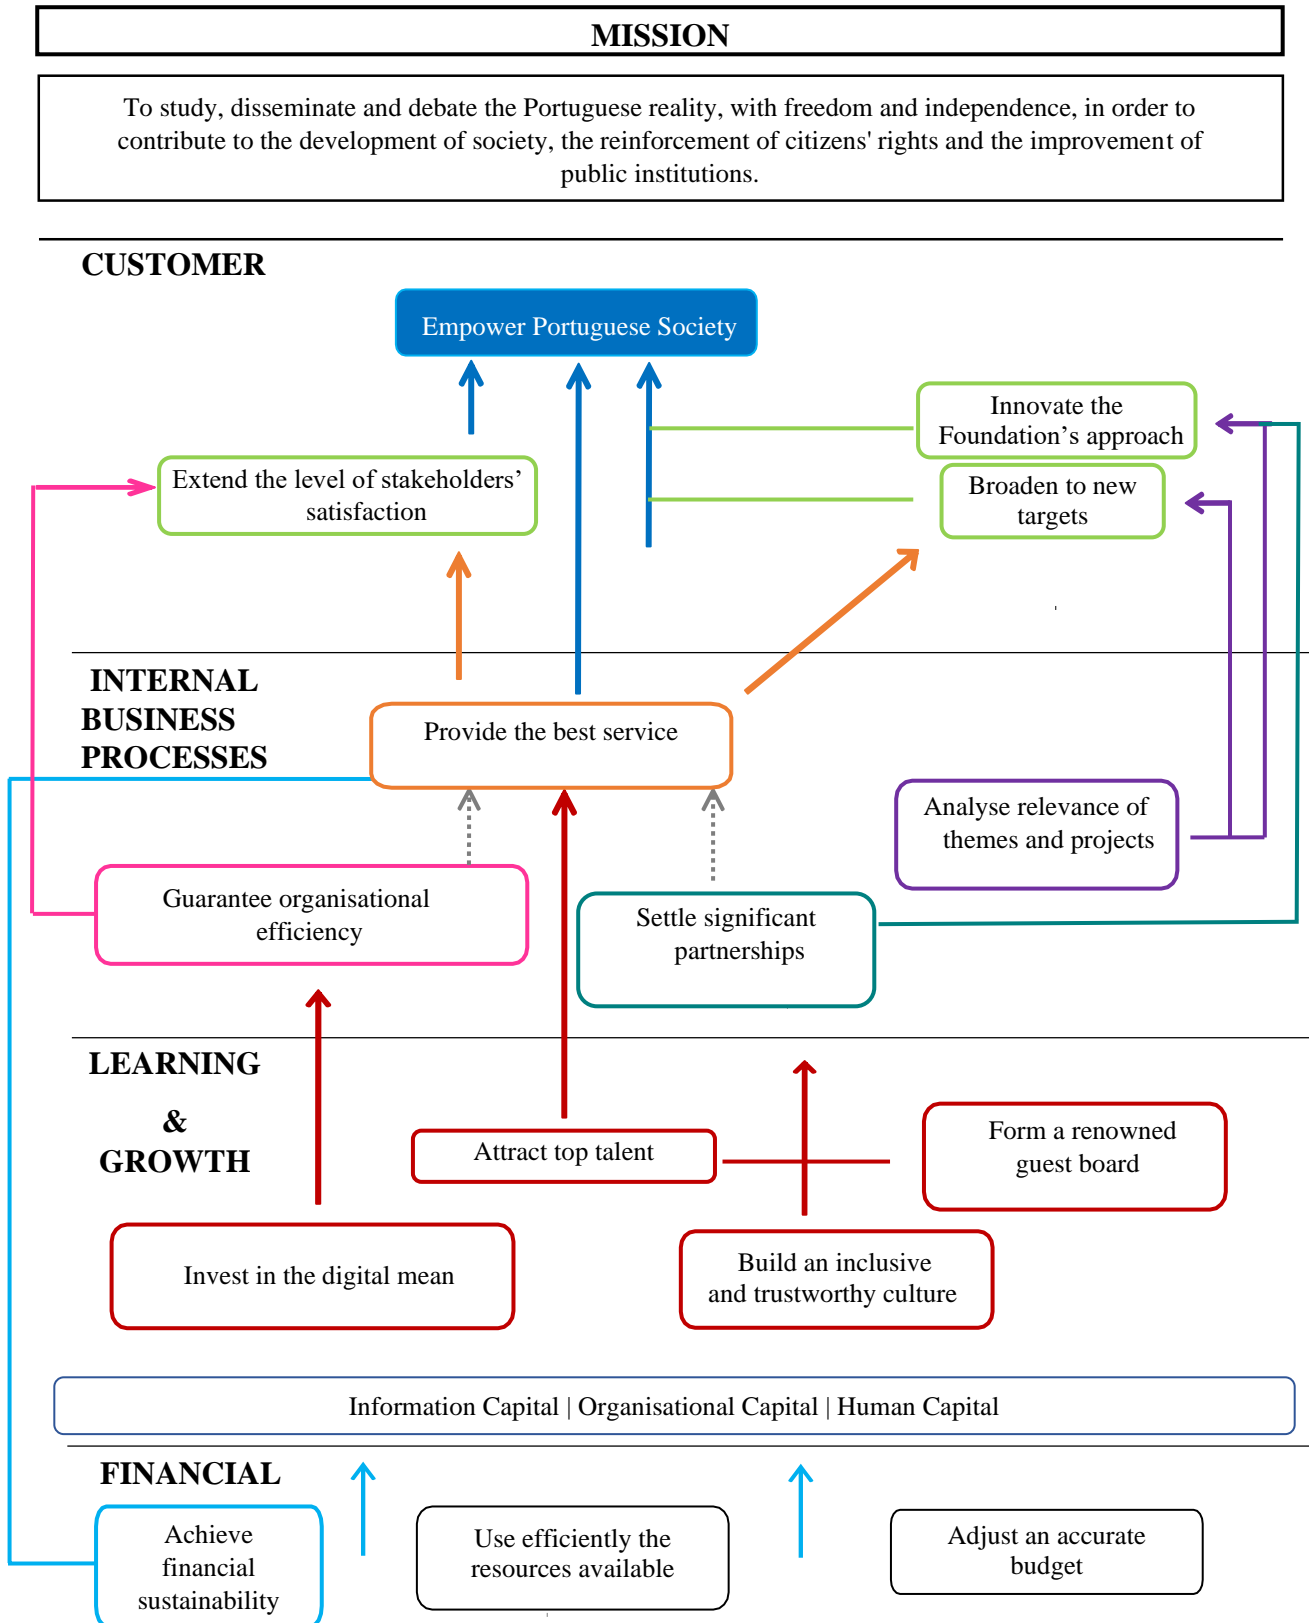 MISSION
To study, disseminate and debate the Portuguese reality, with freedom and independence, in order to
contribute to the development of society, the reinforcement of citizens' rights and the improvement of
public institutions.
CUSTOMER
Empower Portuguese Society
Innovate the
Foundation’s approach
Extend the level of stakeholders’
satisfaction
Broaden to new
targets
INTERNAL
BUSINESS
PROCESSES
Provide the best service
Analyse relevance of
themes and projects
Guarantee organisational
efficiency
Settle significant
partnerships
LEARNING
&
GROWTH
Attract top talent
Form a renowned
guest board
Invest in the digital mean
Build an inclusive
and trustworthy culture
Information Capital | Organisational Capital | Human Capital
FINANCIAL
Achieve
financial
sustainability
Use efficiently the
resources available
Adjust an accurate
budget